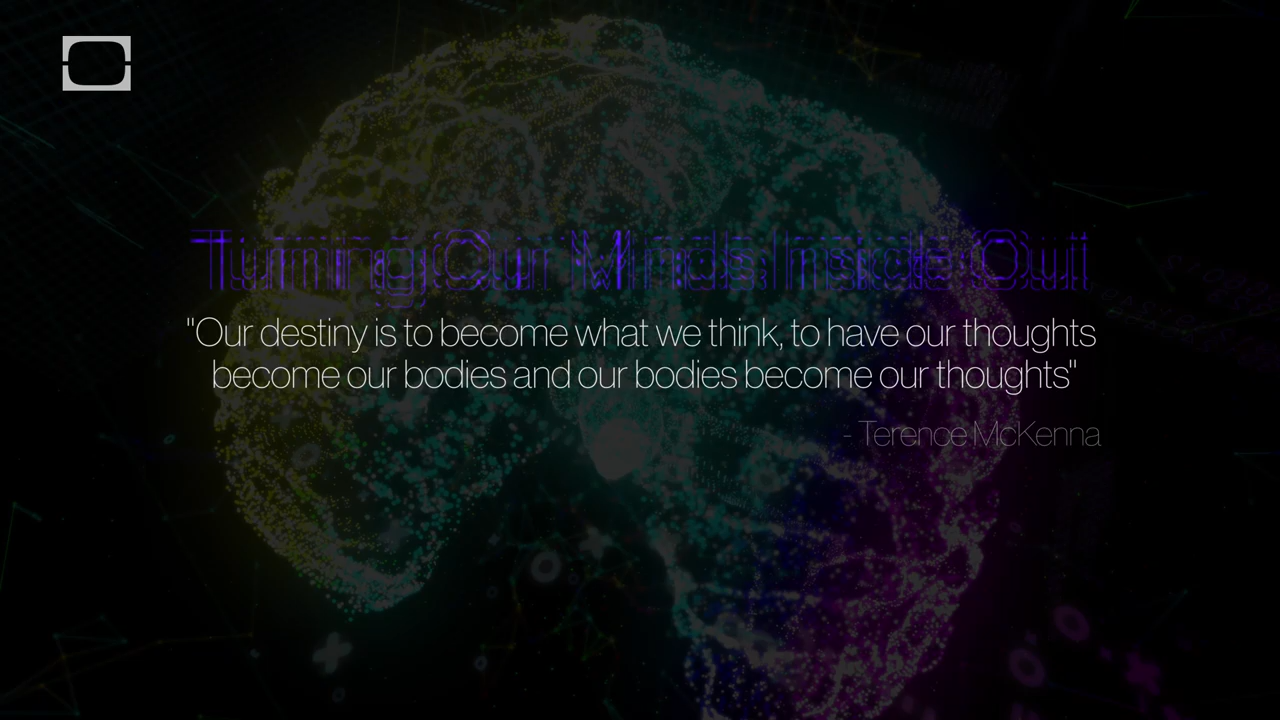 Turning Our Minds Inside Out
"Our destiny is to become what we think, to have our thoughts
become our bodies and our bodies become our thoughts"
- Terence McKenna